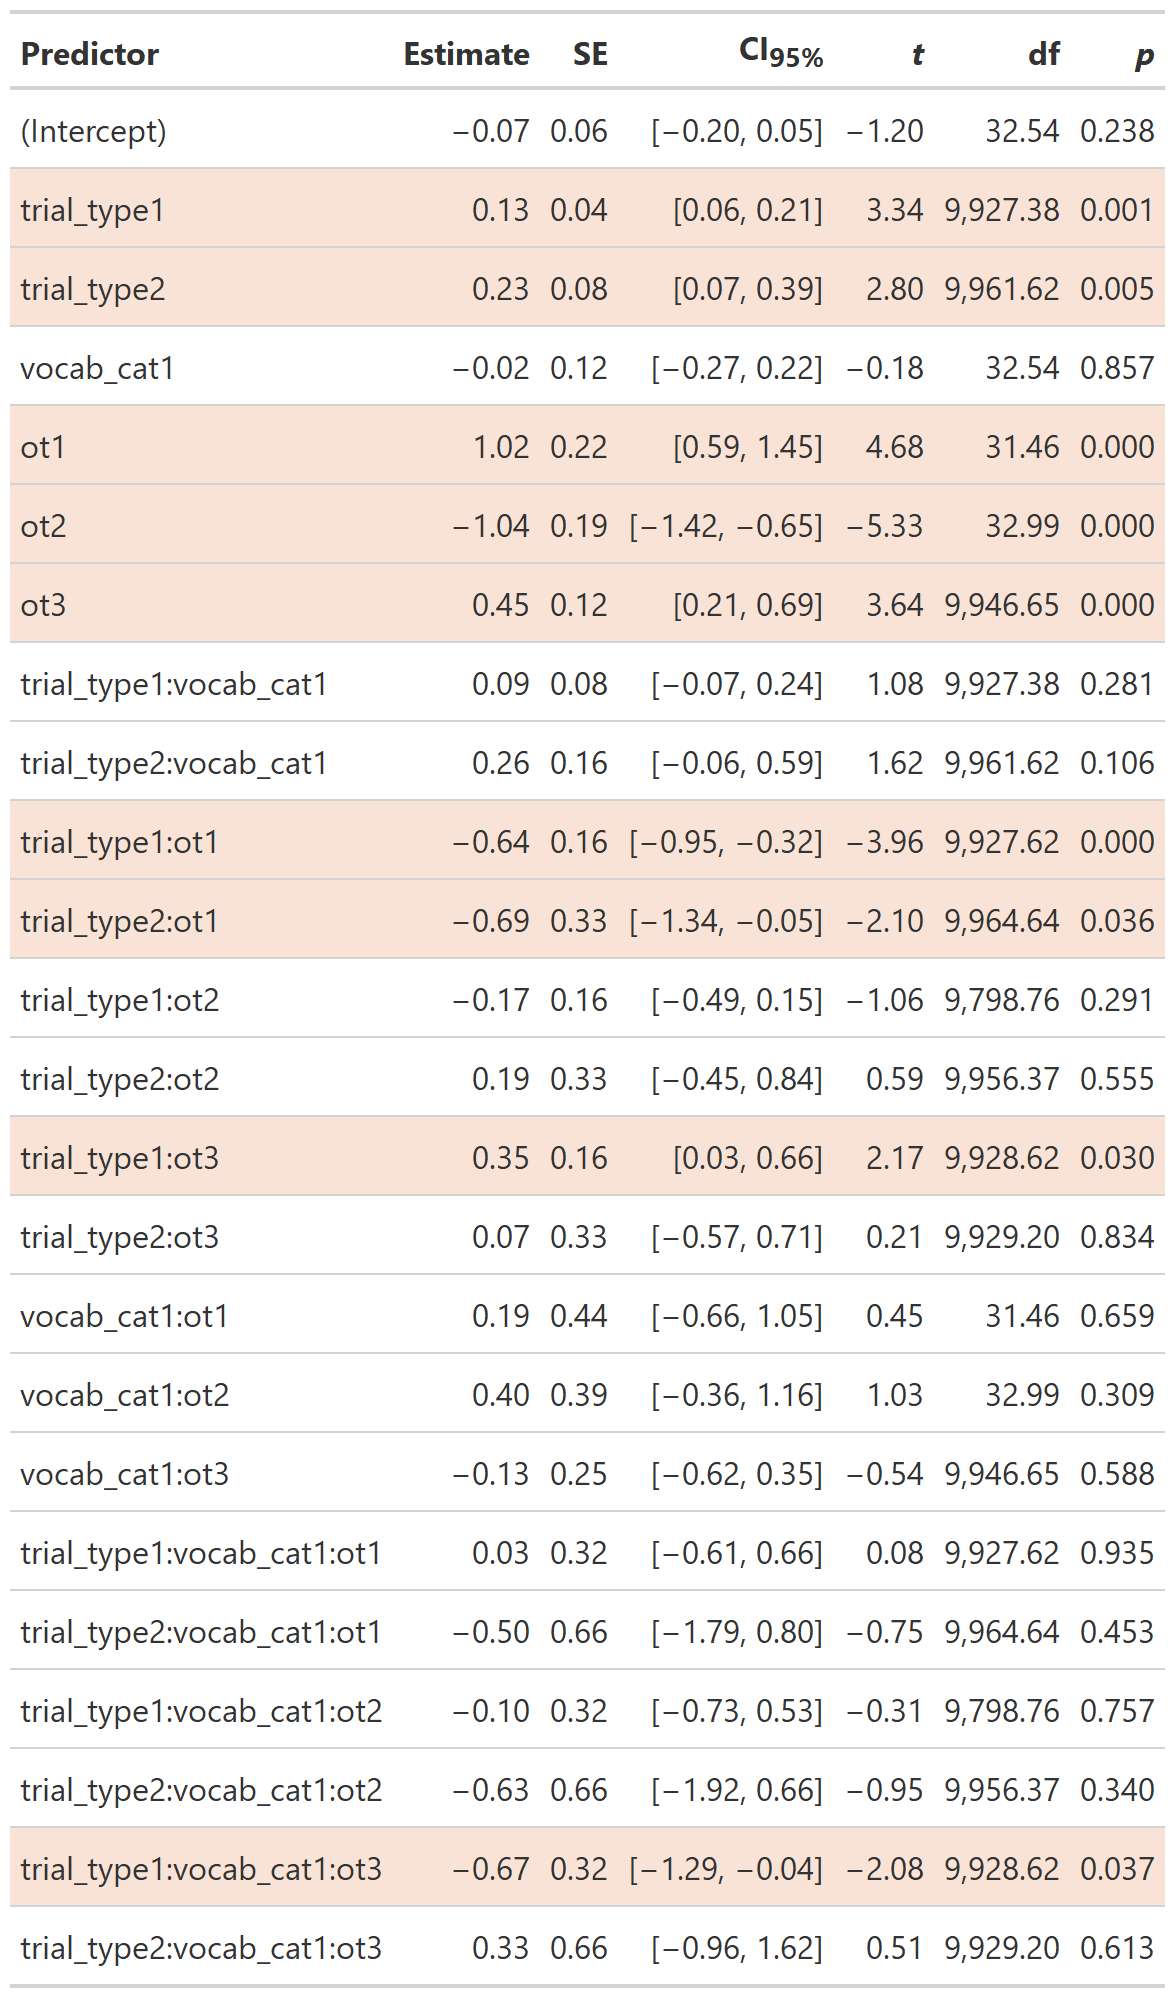 Predictor Estimate SE CI95% t df p
(Intercept) −0.07 0.06 [−0.20, 0.05] −1.20 32.54 0.238
trial_type1 0.13 0.04 [0.06, 0.21] 3.34 9,927.38 0.001
trial_type2 0.23 0.08 [0.07, 0.39] 2.80 9,961.62 0.005
vocab_cat1 −0.02 0.12 [−0.27, 0.22] −0.18 32.54 0.857
ot1 1.02 0.22 [0.59, 1.45] 4.68 31.46 0.000
ot2 −1.04 0.19 [−1.42, −0.65] −5.33 32.99 0.000
ot3 0.45 0.12 [0.21, 0.69] 3.64 9,946.65 0.000
trial_type1:vocab_cat1 0.09 0.08 [−0.07, 0.24] 1.08 9,927.38 0.281
trial_type2:vocab_cat1 0.26 0.16 [−0.06, 0.59] 1.62 9,961.62 0.106
trial_type1:ot1 −0.64 0.16 [−0.95, −0.32] −3.96 9,927.62 0.000
trial_type2:ot1 −0.69 0.33 [−1.34, −0.05] −2.10 9,964.64 0.036
trial_type1:ot2 −0.17 0.16 [−0.49, 0.15] −1.06 9,798.76 0.291
trial_type2:ot2 0.19 0.33 [−0.45, 0.84] 0.59 9,956.37 0.555
trial_type1:ot3 0.35 0.16 [0.03, 0.66] 2.17 9,928.62 0.030
trial_type2:ot3 0.07 0.33 [−0.57, 0.71] 0.21 9,929.20 0.834
vocab_cat1:ot1 0.19 0.44 [−0.66, 1.05] 0.45 31.46 0.659
vocab_cat1:ot2 0.40 0.39 [−0.36, 1.16] 1.03 32.99 0.309
vocab_cat1:ot3 −0.13 0.25 [−0.62, 0.35] −0.54 9,946.65 0.588
trial_type1:vocab_cat1:ot1 0.03 0.32 [−0.61, 0.66] 0.08 9,927.62 0.935
trial_type2:vocab_cat1:ot1 −0.50 0.66 [−1.79, 0.80] −0.75 9,964.64 0.453
trial_type1:vocab_cat1:ot2 −0.10 0.32 [−0.73, 0.53] −0.31 9,798.76 0.757
trial_type2:vocab_cat1:ot2 −0.63 0.66 [−1.92, 0.66] −0.95 9,956.37 0.340
trial_type1:vocab_cat1:ot3 −0.67 0.32 [−1.29, −0.04] −2.08 9,928.62 0.037
trial_type2:vocab_cat1:ot3 0.33 0.66 [−0.96, 1.62] 0.51 9,929.20 0.613